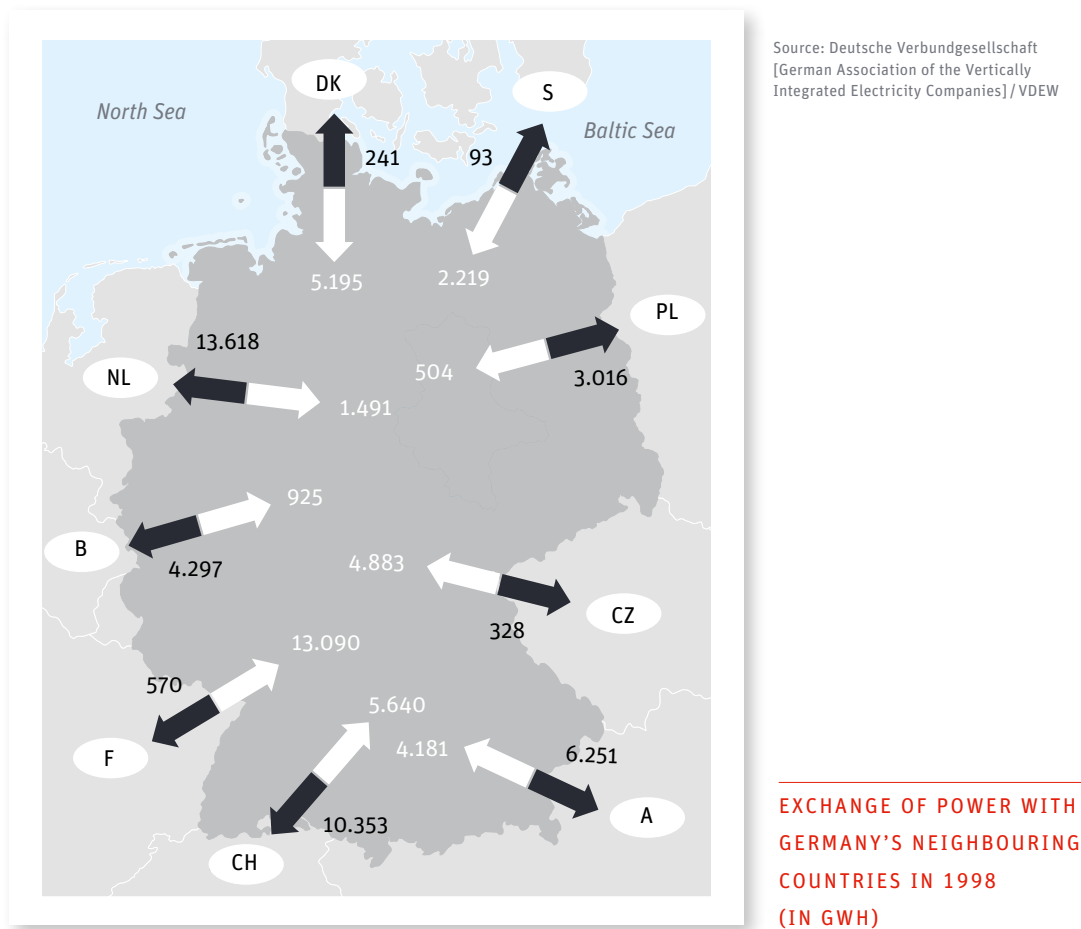 Source: Deutsche Verbundgesellschaft
[German Association of the Vertically
Integrated Electricity Companies] / VDEW
DK
S
North Sea
Baltic Sea
241
93
5.195
2.219
PL
13.618
504
3.016
NL
1.491
925
B
4.297
4.883
CZ
328
13.090
570
5.640
4.181
6.251
F
A
10.353
CH
EXCHANGE OF POWER WITH
GERMANY'S NEIGHBOURING
COUNTRIES IN 1998
(IN GWH)